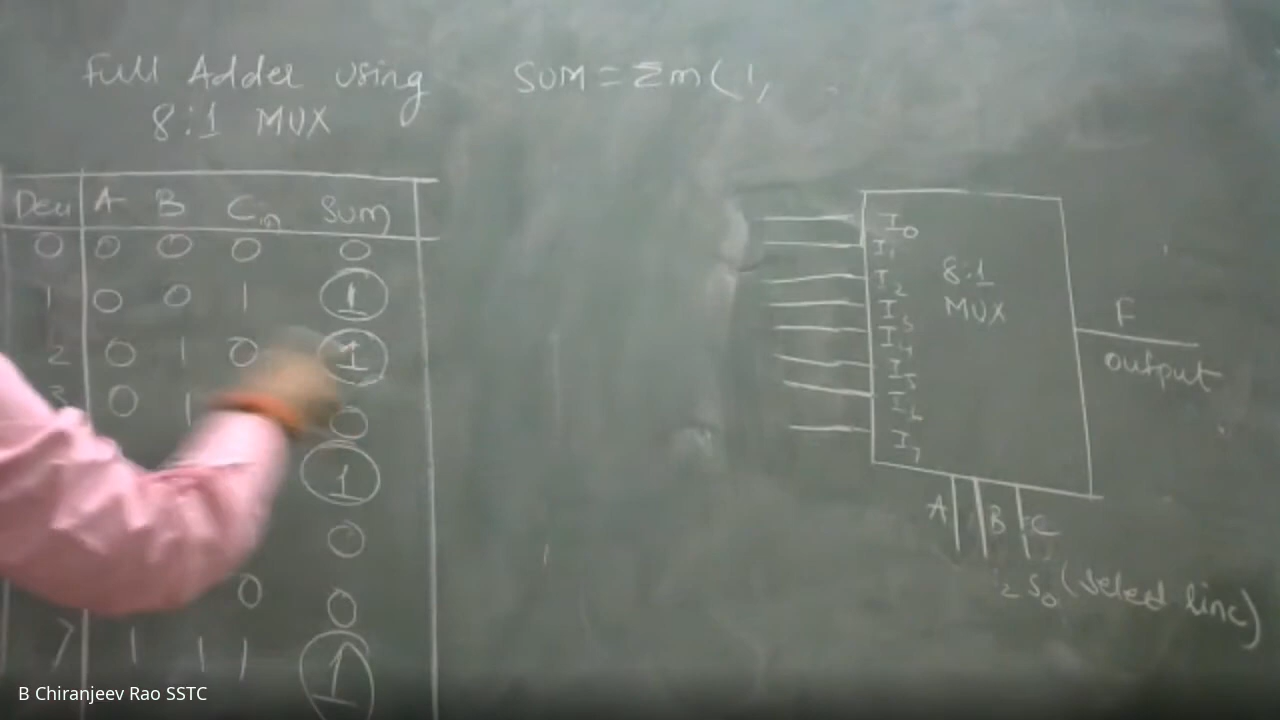 Full Adder using
8:1 MUX
SUM = Σm(1,
Deci A B Cin Sum
0 0 0 0 0
1 0 0 1 1
2 0 1 0 1
3 0 1 0
1
0
0 0
7 1 1 1 1
I0
I1
I2
I3
I4
I5
I6
I7
8:1
MUX
F
output
A B C
2 S0 (Select line)
B Chiranjeev Rao SSTC